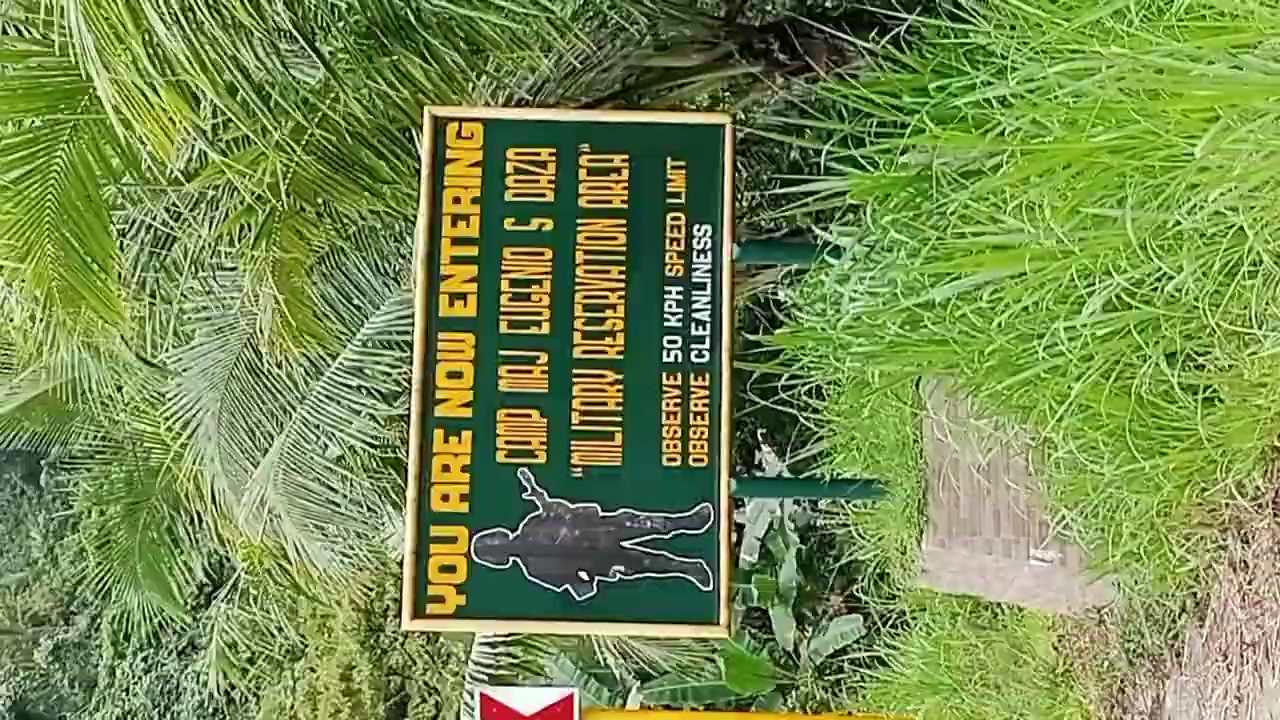 YOU ARE NOW ENTERING
CAMP MAJ EUGENIO S DAZA
"MILITARY RESERVATION AREA"
OBSERVE 50 KPH SPEED LIMIT
OBSERVE CLEANLINESS